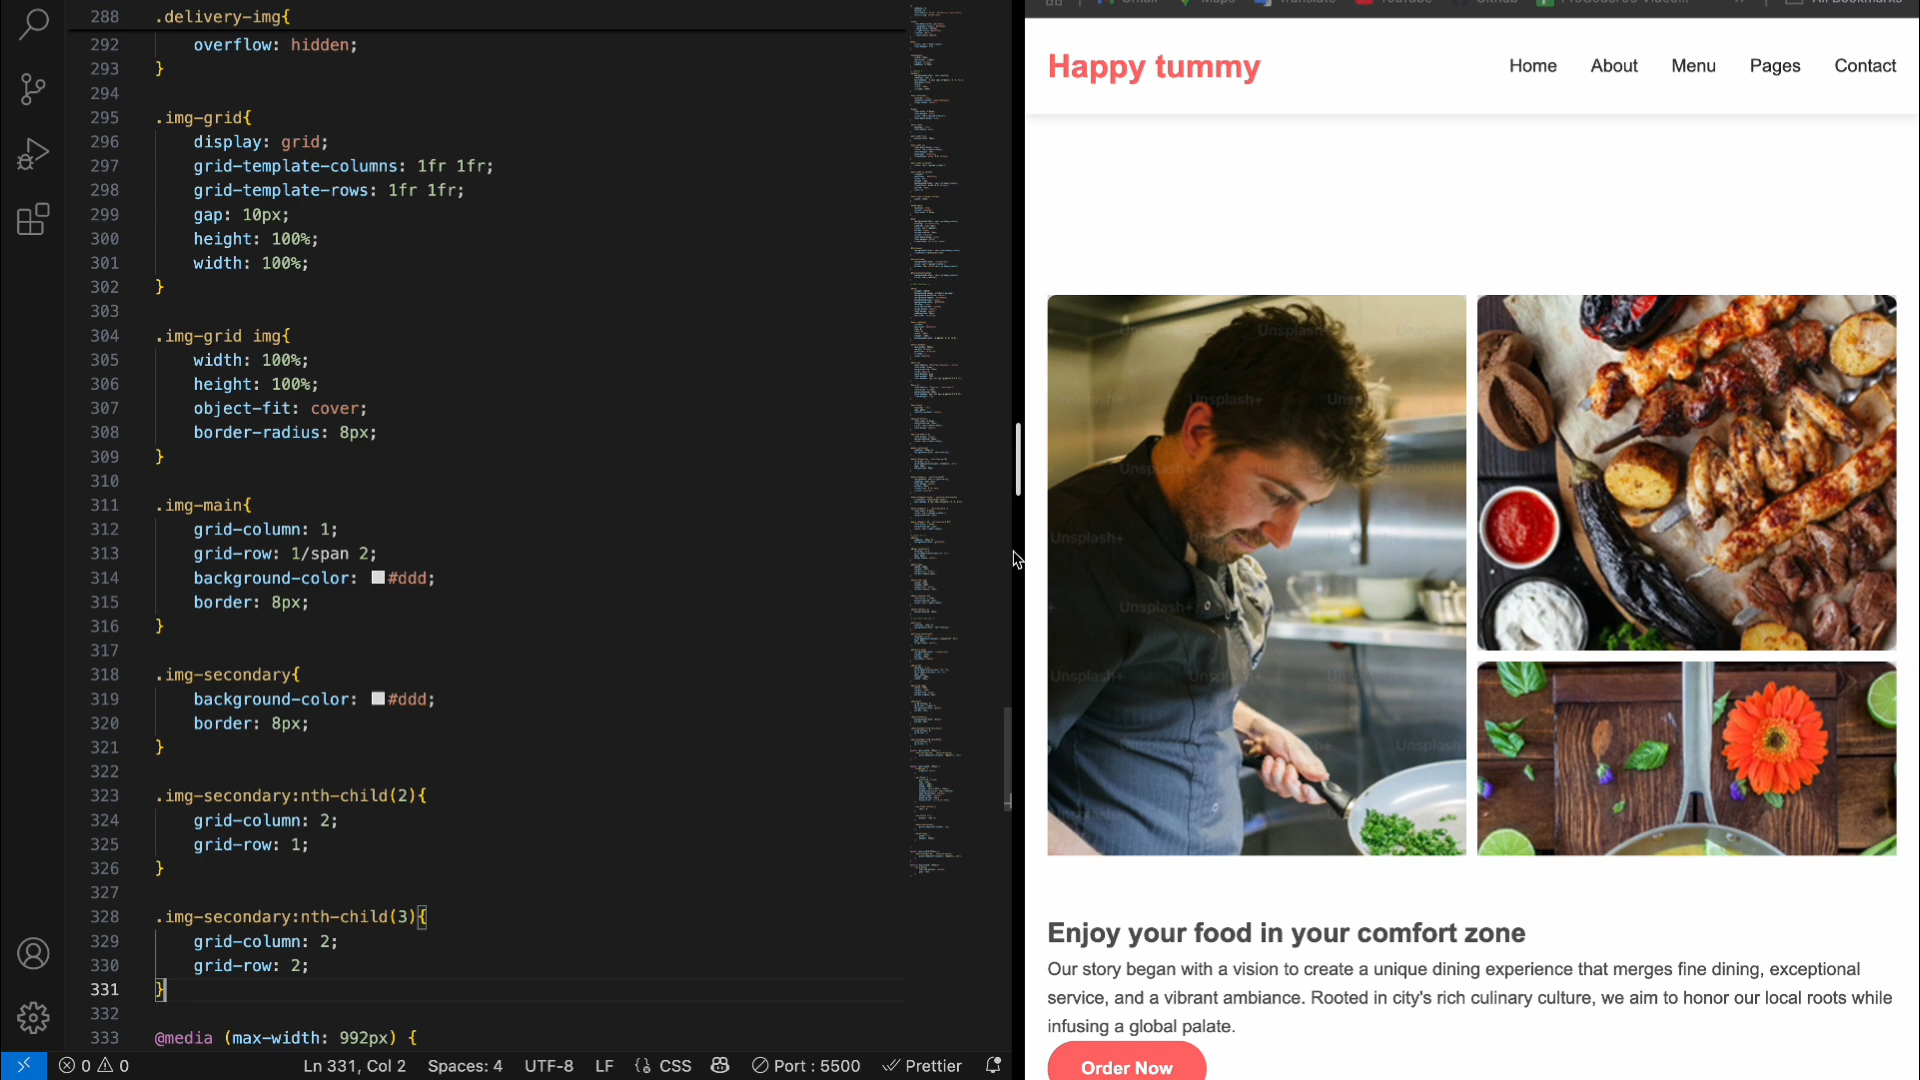 288 .delivery-img{
292 overflow: hidden;
293 }
294
295 .img-grid{
296 display: grid;
297 grid-template-columns: 1fr 1fr;
298 grid-template-rows: 1fr 1fr;
299 gap: 10px;
300 height: 100%;
301 width: 100%;
302 }
303
304 .img-grid img{
305 width: 100%;
306 height: 100%;
307 object-fit: cover;
308 border-radius: 8px;
309 }
310
311 .img-main{
312 grid-column: 1;
313 grid-row: 1/span 2;
314 background-color: #ddd;
315 border: 8px;
316 }
317
318 .img-secondary{
319 background-color: #ddd;
320 border: 8px;
321 }
322
323 .img-secondary:nth-child(2){
324 grid-column: 2;
325 grid-row: 1;
326 }
327
328 .img-secondary:nth-child(3){
329 grid-column: 2;
330 grid-row: 2;
331 }
332
333 @media (max-width: 992px) {
0 0 Ln 331, Col 2 Spaces: 4 UTF-8 LF CSS Port : 5500 Prettier
Happy tummy Home About Menu Pages Contact
Unsplash+
Enjoy your food in your comfort zone
Our story began with a vision to create a unique dining experience that merges fine dining, exceptional
service, and a vibrant ambiance. Rooted in city's rich culinary culture, we aim to honor our local roots while
infusing a global palate.
Order Now